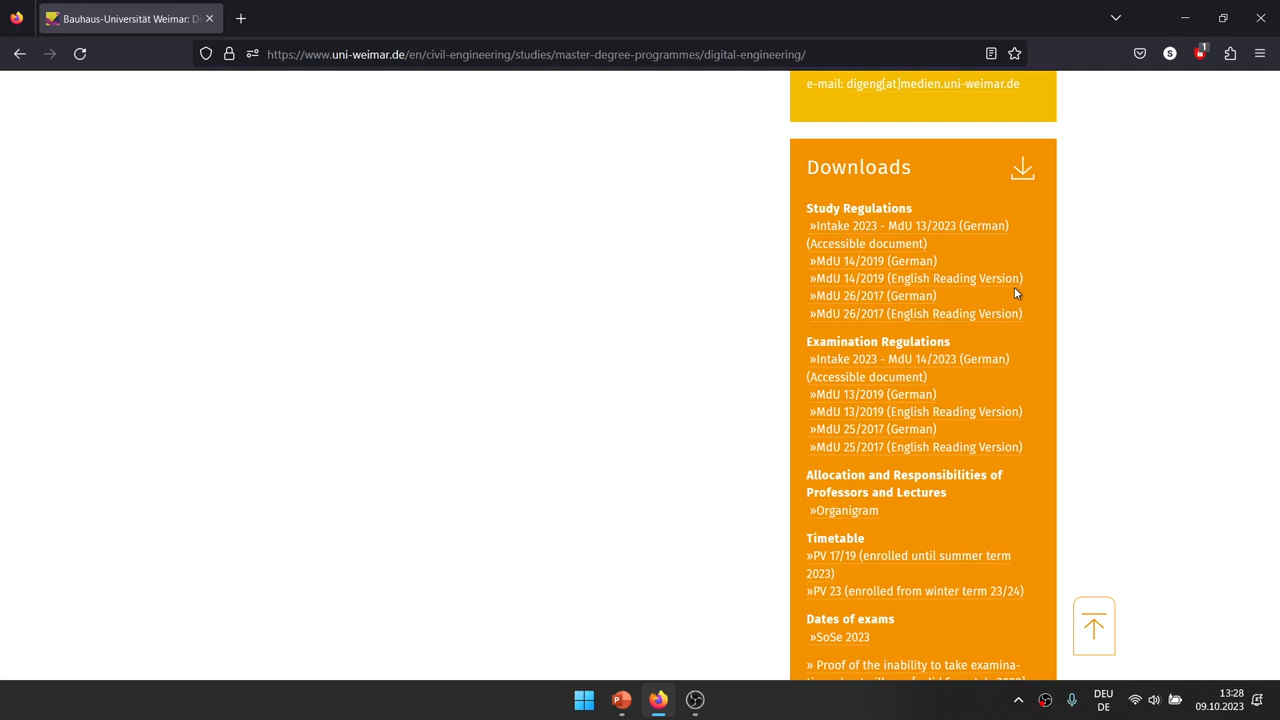 Bauhaus-Universität Weimar: Di
https://www.uni-weimar.de/en/civil-engineering/studies/master-degree-programmes/digital-engineering/
S
1
e-mail: digeng[at]medien.uni-weimar.de
Downloads
Study Regulations
»Intake 2023 - MdU 13/2023 (German)
(Accessible document)
»MdU 14/2019 (German)
»MdU 14/2019 (English Reading Version)
»MdU 26/2017 (German)
»MdU 26/2017 (English Reading Version)
Examination Regulations
»Intake 2023 - MdU 14/2023 (German)
(Accessible document)
»MdU 13/2019 (German)
»MdU 13/2019 (English Reading Version)
»MdU 25/2017 (German)
»MdU 25/2017 (English Reading Version)
Allocation and Responsibilities of
Professors and Lectures
»Organigram
Timetable
»PV 17/19 (enrolled until summer term
2023)
»PV 23 (enrolled from winter term 23/24)
Dates of exams
»SoSe 2023
» Proof of the inability to take examina-
DEU
DE
13:28
09.10.2023